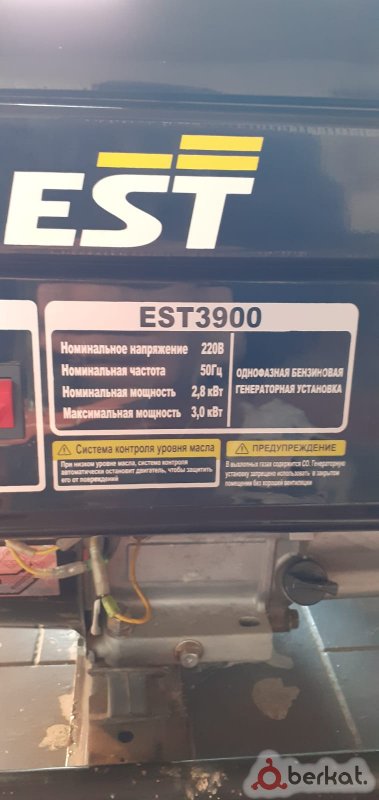 EST
EST3900
Номинальное напряжение 220В
Номинальная частота 50Гц
Номинальная мощность 2,8 кВт
Максимальная мощность 3,0 кВт
ОДНОФАЗНАЯ БЕНЗИНОВАЯ
ГЕНЕРАТОРНАЯ УСТАНОВКА
Система контроля уровня масла
При низком уровне масла, система контроля
автоматически остановит двигатель, чтобы защитить
его от повреждений
ПРЕДУПРЕЖДЕНИЕ
В выхлопных газах содержится CO. Генераторную
установку запрещено использовать в закрытом
помещении без хорошей вентиляции
berkat.